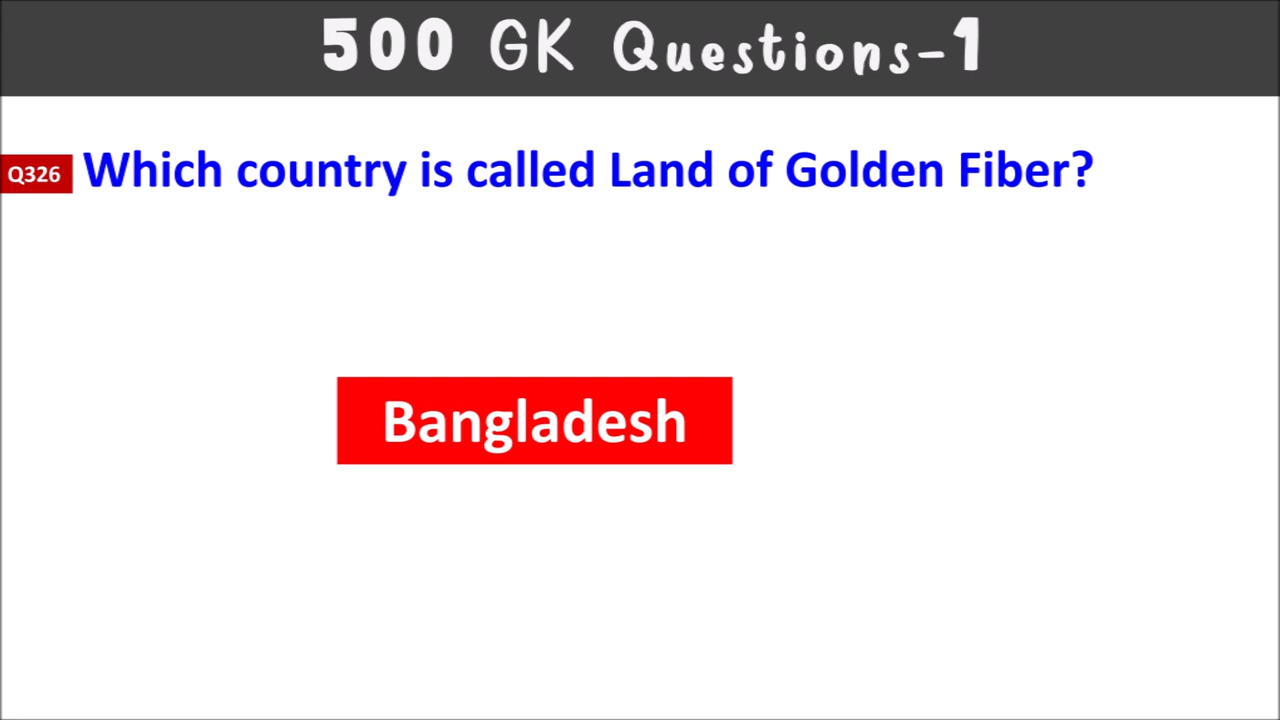 500 GK Questions-1
Q326 Which country is called Land of Golden Fiber?
Bangladesh